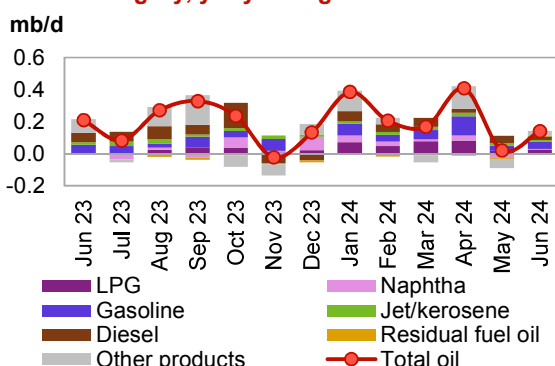 mb/d
0.6
0.4
0.2
0.0
-0.2
Jun 23
Jul 23
Aug 23
Sep 23
Oct 23
Nov 23
Dec 23
Jan 24
Feb 24
Mar 24
Apr 24
May 24
Jun 24
LPG
Naphtha
Gasoline
Jet/kerosene
Diesel
Residual fuel oil
Other products
Total oil